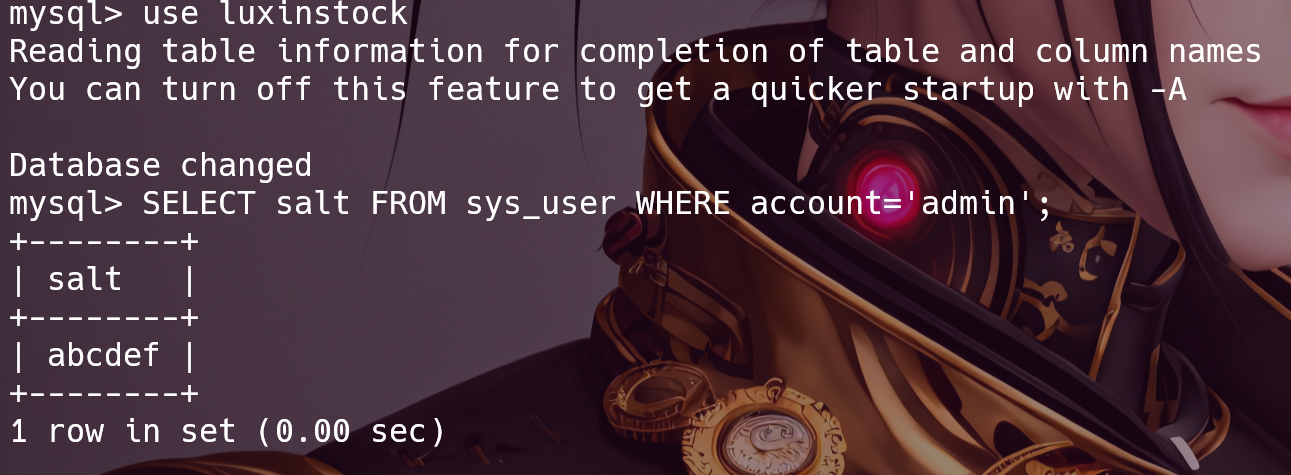 mysql> use luxinstock
Reading table information for completion of table and column names
You can turn off this feature to get a quicker startup with -A

Database changed
mysql> SELECT salt FROM sys_user WHERE account='admin';
+--------+
| salt   |
+--------+
| abcdef |
+--------+
1 row in set (0.00 sec)